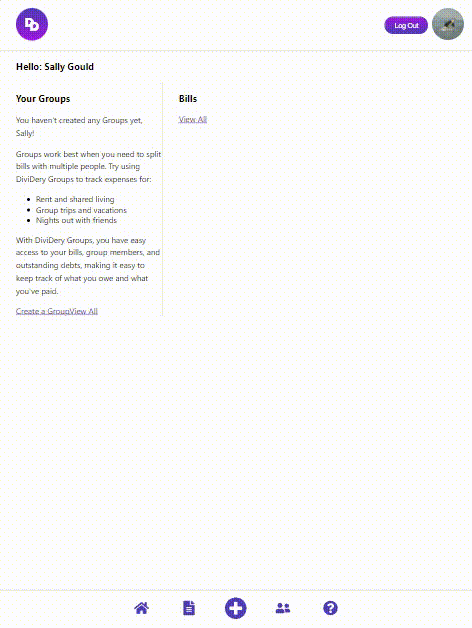 DD
Log Out
Hello: Sally Gould
Your Groups
You haven't created any Groups yet,
Sally!
Groups work best when you need to split
bills with multiple people. Try using
DiviDery Groups to track expenses for:
Rent and shared living
Group trips and vacations
Nights out with friends
With DiviDery Groups, you have easy
access to your bills, group members, and
outstanding debts, making it easy to
keep track of what you owe and what
you've paid.
Create a GroupView All
Bills
View All